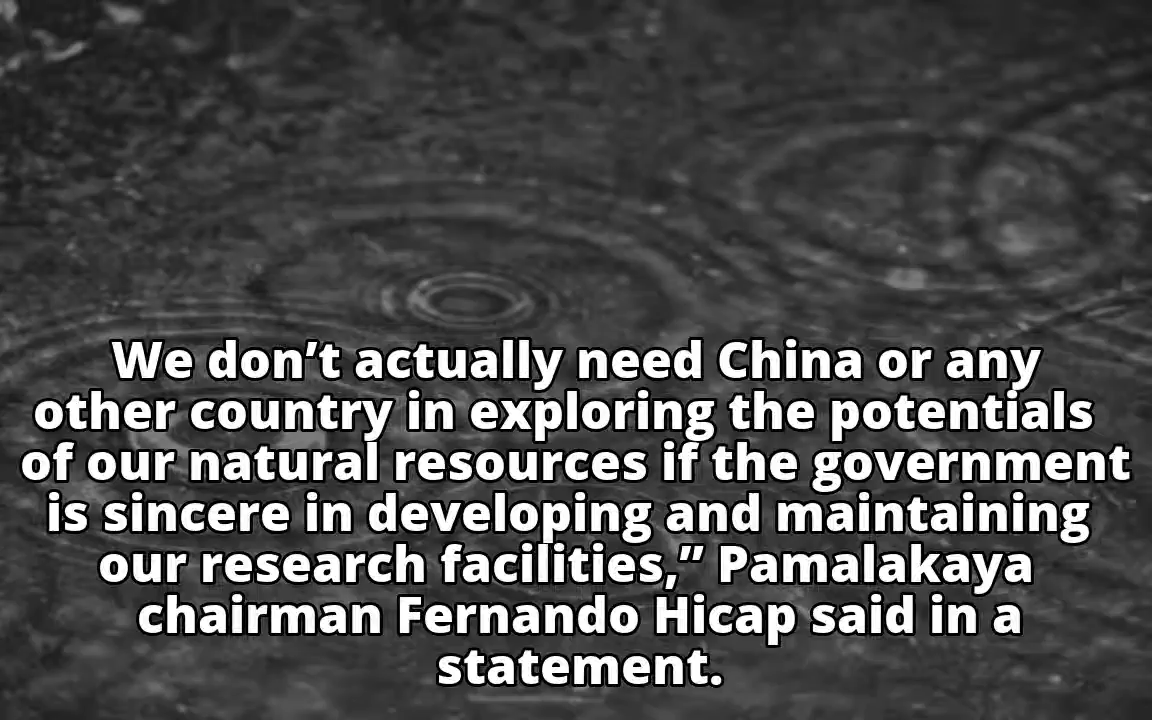 We don’t actually need China or any
other country in exploring the potentials
of our natural resources if the government
is sincere in developing and maintaining
our research facilities,” Pamalakaya
chairman Fernando Hicap said in a
statement.